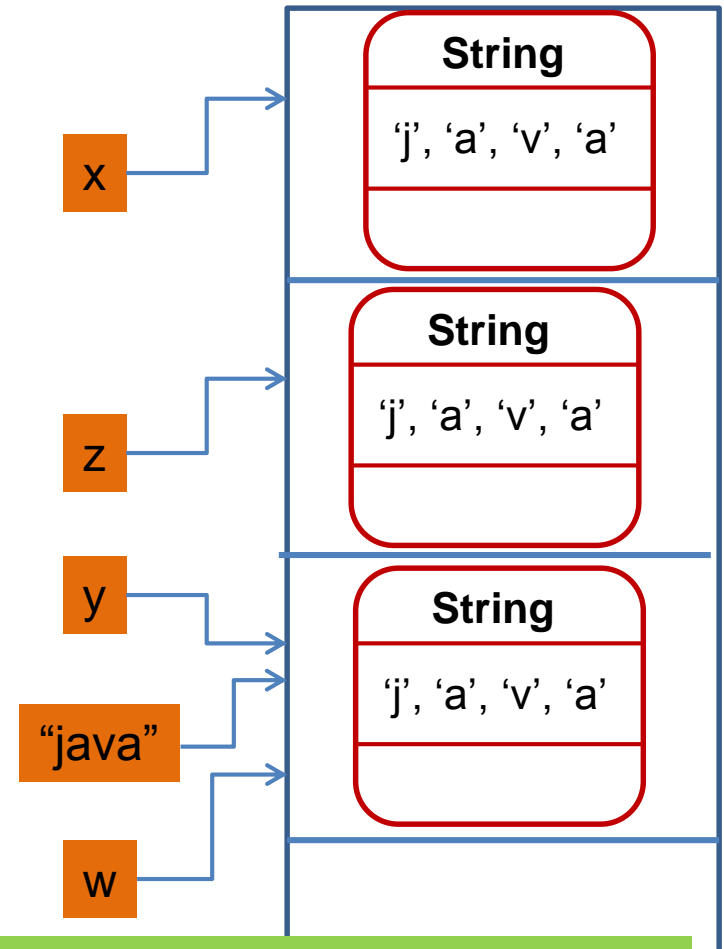 String
‘j’, ‘a’, ‘v’, ‘a’
x
String
‘j’, ‘a’, ‘v’, ‘a’
z
y
String
‘j’, ‘a’, ‘v’, ‘a’
“java”
w